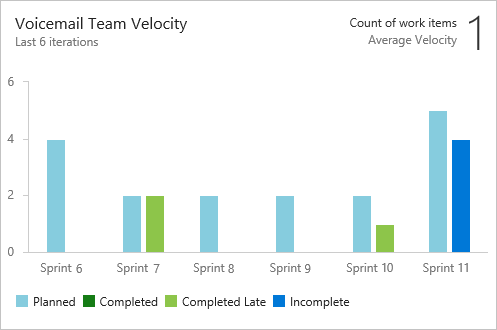 Voicemail Team Velocity
Last 6 iterations
Count of work items
Average Velocity
1
6
4
2
0
Sprint 6 Sprint 7 Sprint 8 Sprint 9 Sprint 10 Sprint 11
Planned Completed Completed Late Incomplete